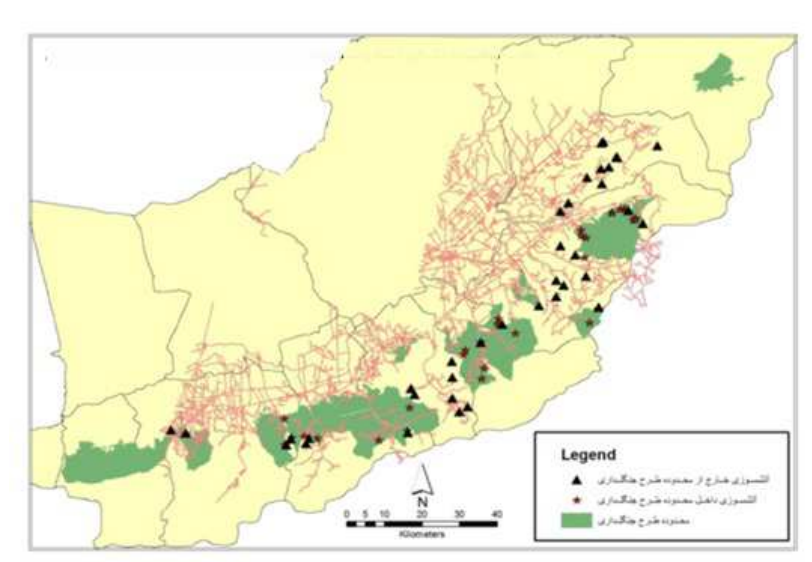 Legend
آتشسوزی خارج از محدوده طرح جنگلداری
آتشسوزی داخل محدوده طرح جنگلداری
محدوده طرح جنگلداری
N
0 5 10 20 30 40
Kilometers